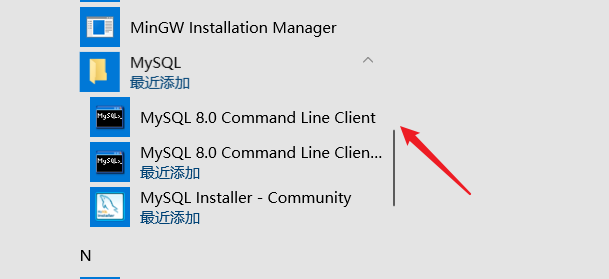 MinGW Installation Manager
MySQL
最近添加
MySQL 8.0 Command Line Client
MySQL 8.0 Command Line Clien...
最近添加
MySQL Installer - Community
最近添加
N